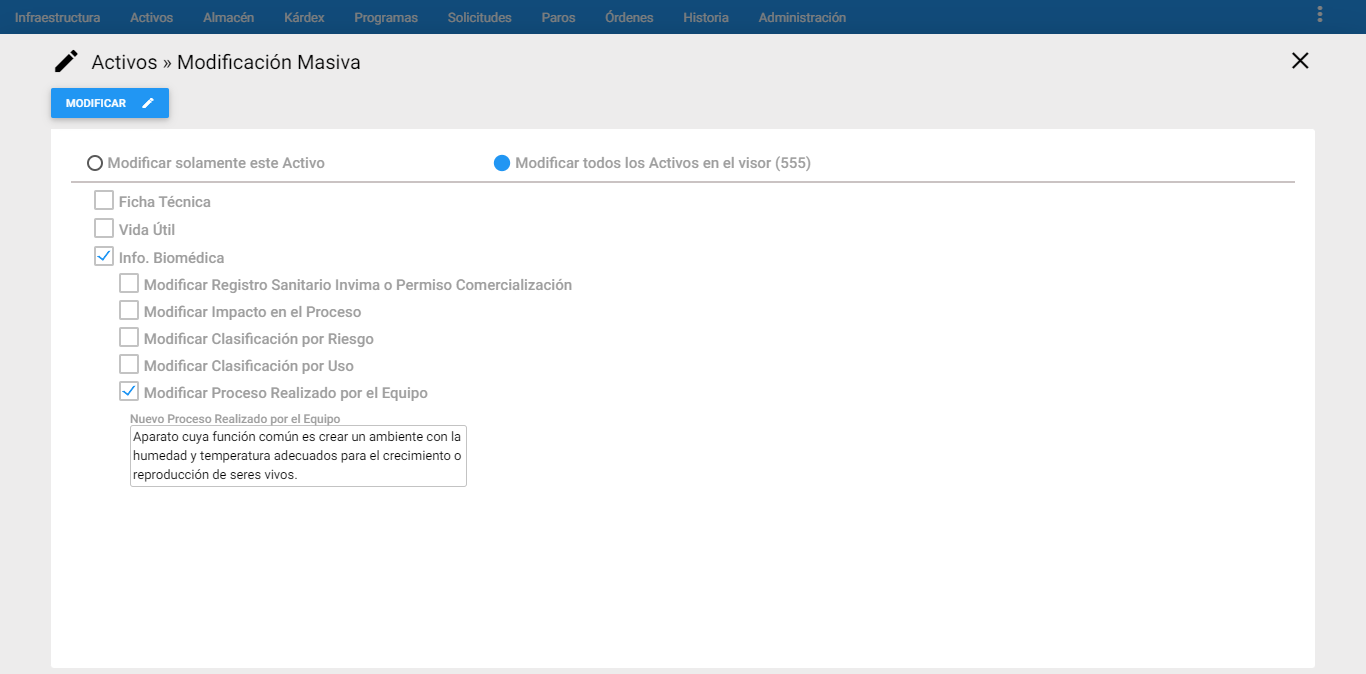 Infraestructura Activos Almacén Kárdex Programas Solicitudes Paros Órdenes Historia Administración
Activos » Modificación Masiva
MODIFICAR
Modificar solamente este Activo Modificar todos los Activos en el visor (555)
Ficha Técnica
Vida Útil
Info. Biomédica
Modificar Registro Sanitario Invima o Permiso Comercialización
Modificar Impacto en el Proceso
Modificar Clasificación por Riesgo
Modificar Clasificación por Uso
Modificar Proceso Realizado por el Equipo
Nuevo Proceso Realizado por el Equipo
Aparato cuya función común es crear un ambiente con la
humedad y temperatura adecuados para el crecimiento o
reproducción de seres vivos.